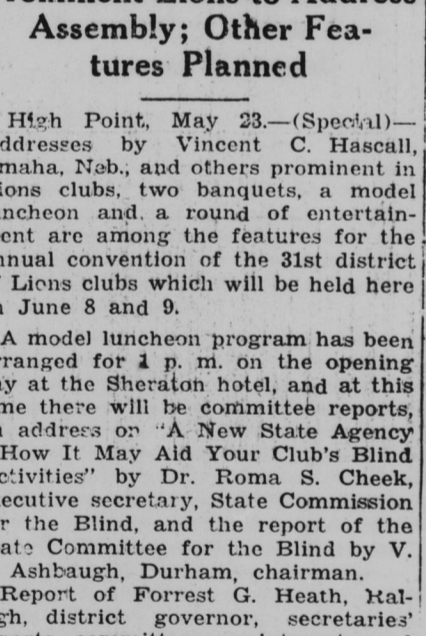 to Address
Assembly; Other Fea-
tures Planned
High Point, May 23.—(Special)—
ddresses by Vincent C. Hascall,
maha, Neb.; and others prominent in
ions clubs, two banquets, a model
ncheon and a round of entertain-
ent are among the features for the
nnual convention of the 31st district
Lions clubs which will be held here
June 8 and 9.
A model luncheon program has been
rranged for 1 p. m. on the opening
y at the Sheraton hotel, and at this
me there will be committee reports,
address on "A New State Agency
How It May Aid Your Club's Blind
ctivities" by Dr. Roma S. Cheek,
ecutive secretary, State Commission
r the Blind, and the report of the
ate Committee for the Blind by V.
Ashbaugh, Durham, chairman.
Report of Forrest G. Heath, Ral-
gh, district governor, secretaries'